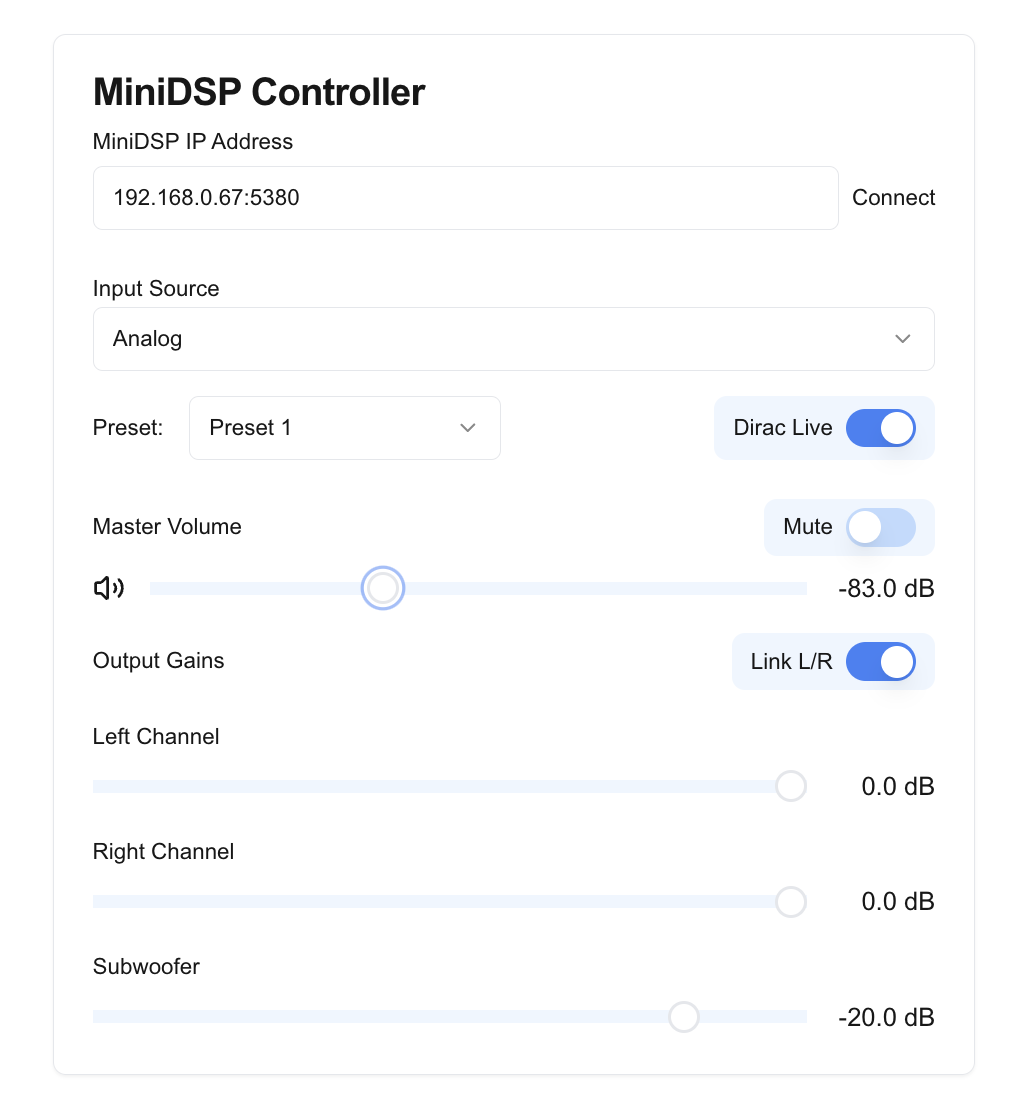 MiniDSP Controller
MiniDSP IP Address
192.168.0.67:5380 Connect
Input Source
Analog
Preset: Preset 1 Dirac Live
Master Volume Mute
-83.0 dB
Output Gains Link L/R
Left Channel
0.0 dB
Right Channel
0.0 dB
Subwoofer
-20.0 dB